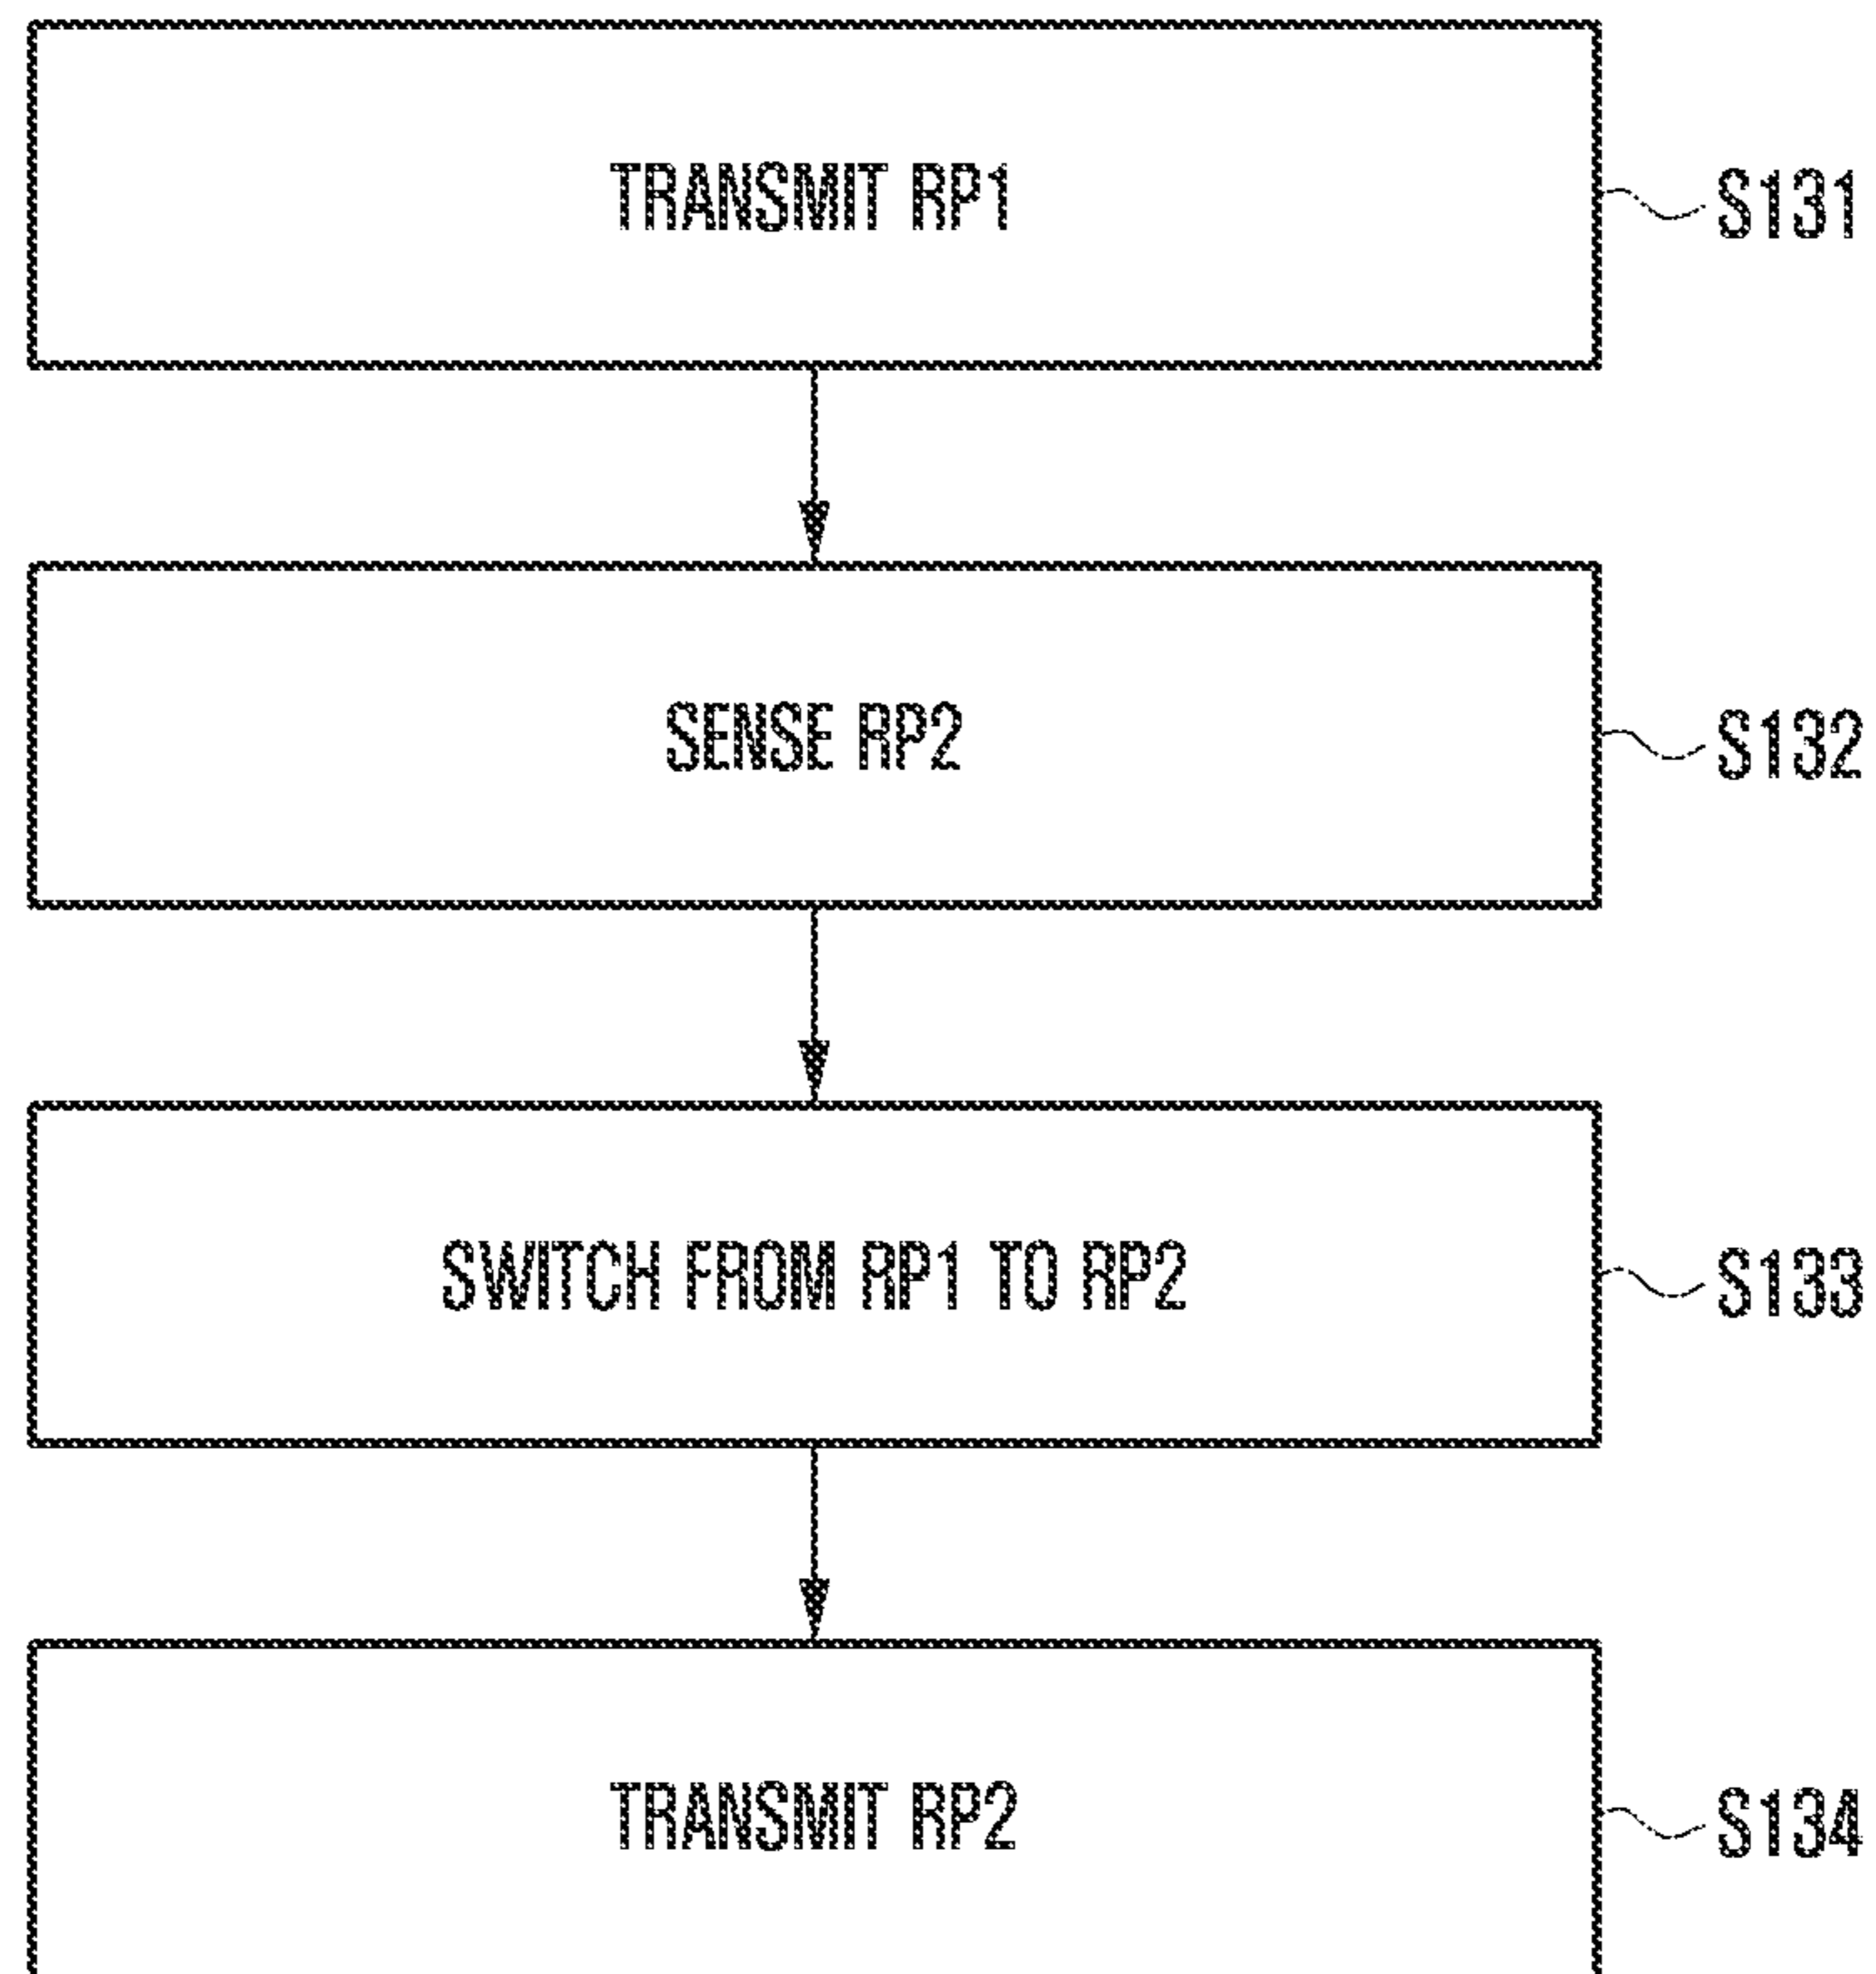 TRANSMIT RP1
S131
SENSE RP2
S132
SWITCH FROM RP1 TO RP2
S133
TRANSMIT RP2
S134